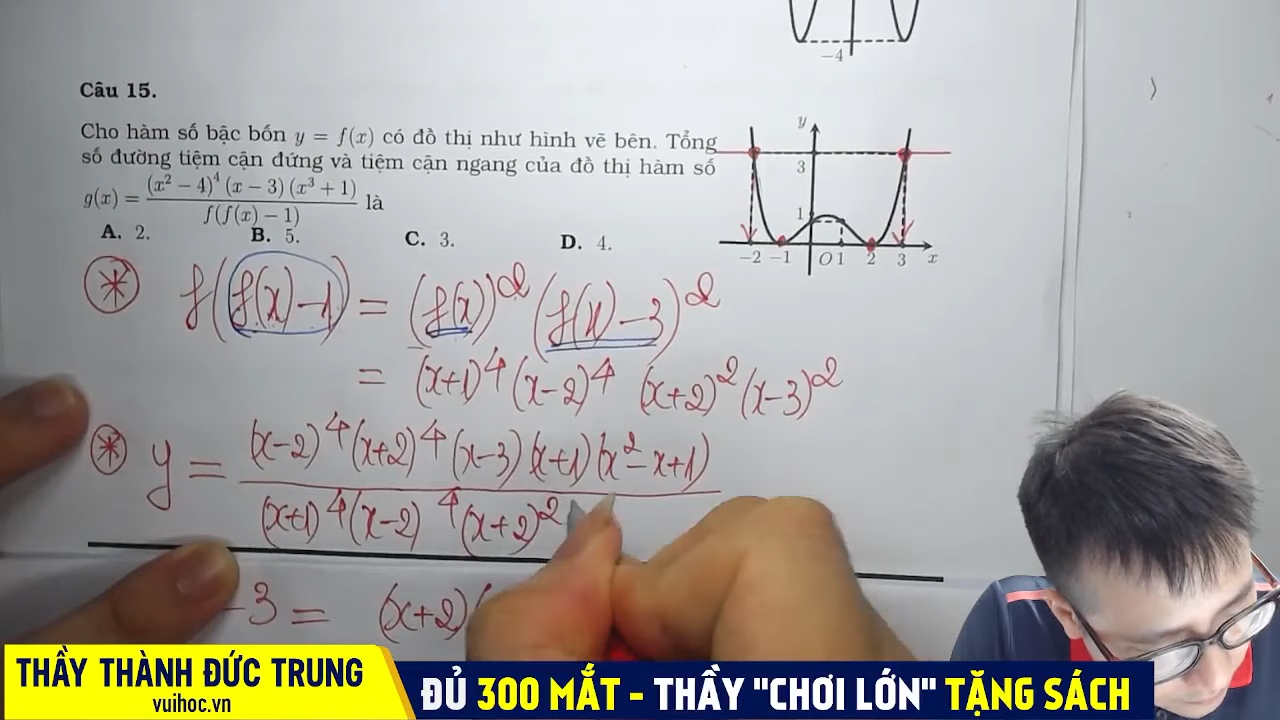 −4
Câu 15.
Cho hàm số bậc bốn y = f(x) có đồ thị như hình vẽ bên. Tổng
số đường tiệm cận đứng và tiệm cận ngang của đồ thị hàm số
g(x) = (x² − 4)⁴ (x − 3) (x³ + 1) / f(f(x) − 1) là
A. 2. B. 5. C. 3. D. 4.
y
3
1
−2 −1 O 1 2 3 x
* f(f(x)−1) = (f(x))² (f(x)−3)²
= (x+1)⁴ (x−2)⁴ (x+2)² (x−3)²
* y = (x−2)⁴ (x+2)⁴ (x−3) (x+1) (x²−x+1) / (x+1)⁴ (x−2)⁴ (x+2)²
−3 = (x+2)(
THẦY THÀNH ĐỨC TRUNG
vuihoc.vn
ĐỦ 300 MẮT - THẦY "CHƠI LỚN" TẶNG SÁCH